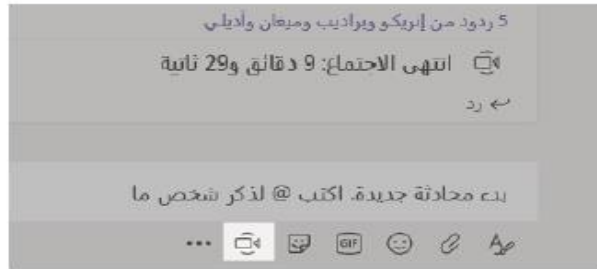 5 ردود من إنريكو وبراديب وميغان وأديلي
انتهى الاجتماع: 9 دقائق و29 ثانية
رد
بدء محادثة جديدة. اكتب @ لذكر شخص ما
GIF